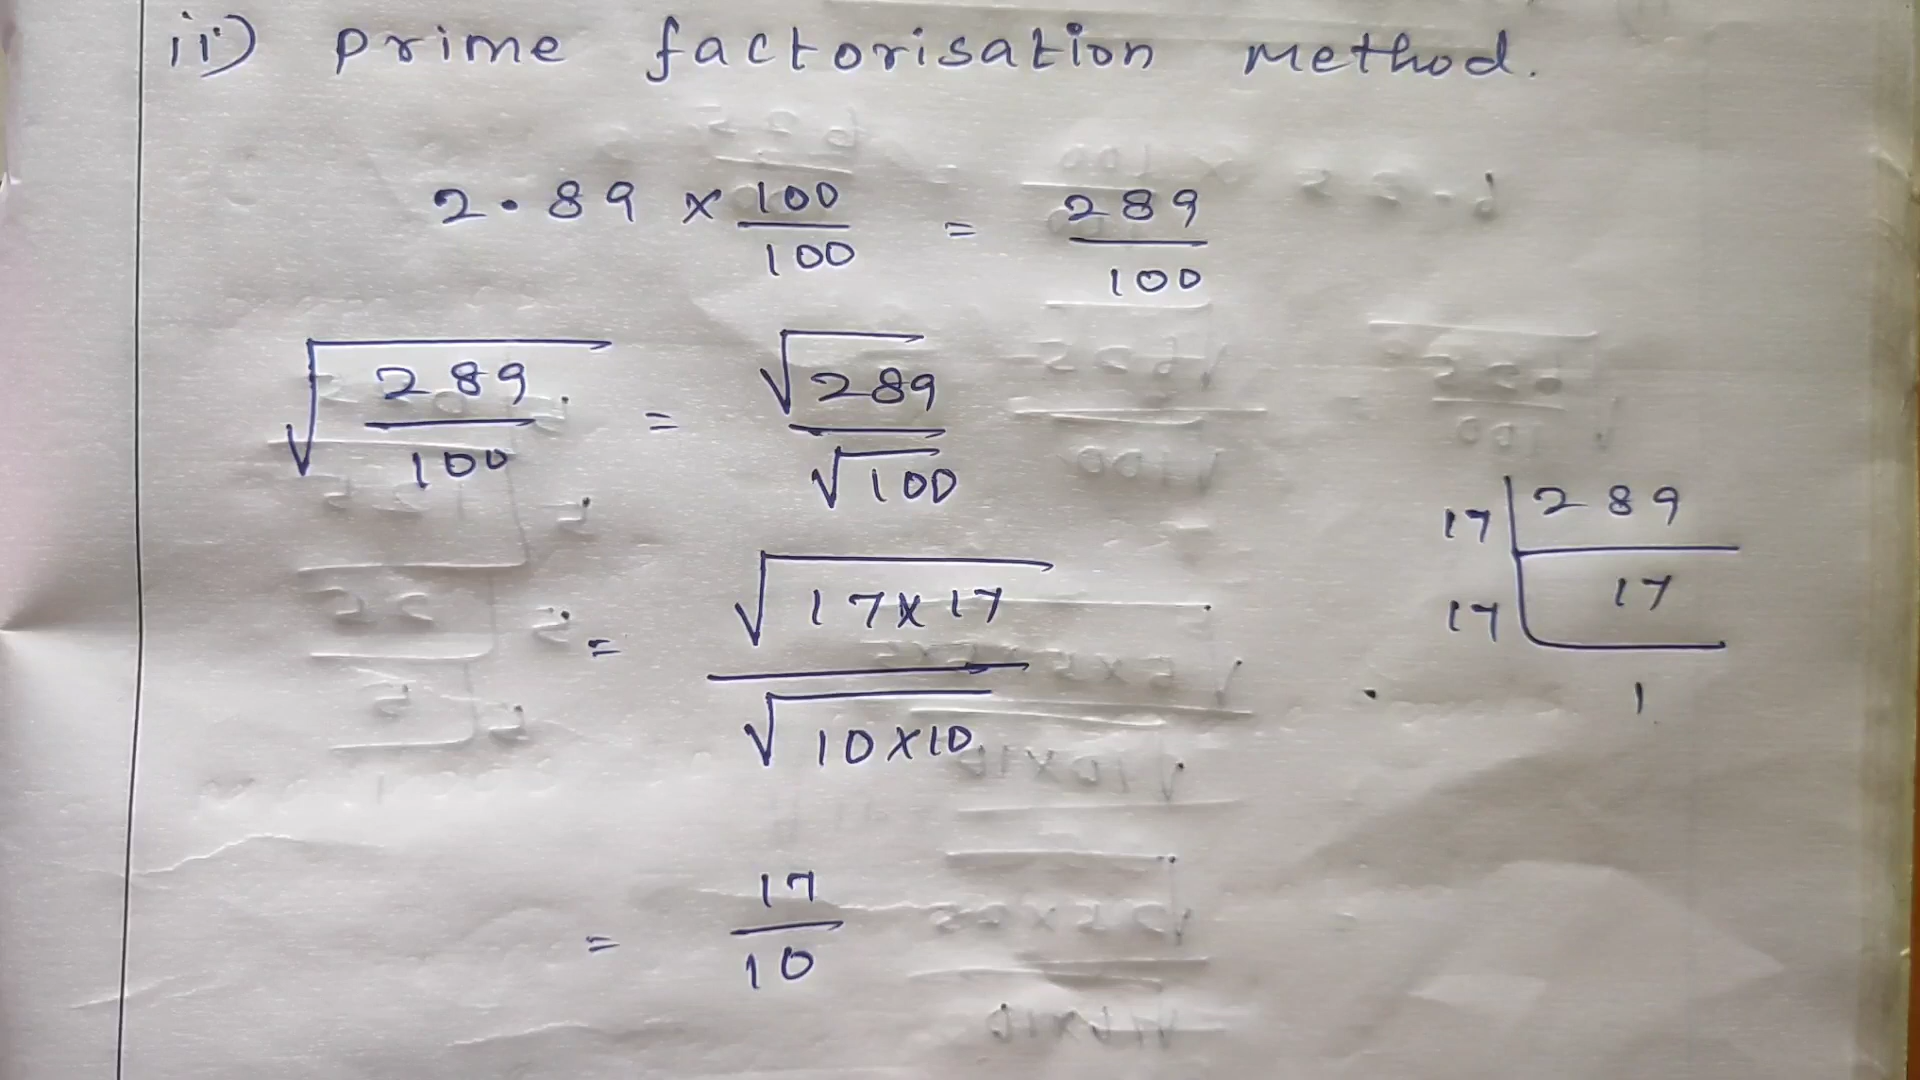 ii) prime factorisation method.
2.89 × 100/100 = 289/100
√(289/100) = √289/√100
17 | 289
17 | 17
1
= √(17×17)/√(10×10)
= 17/10